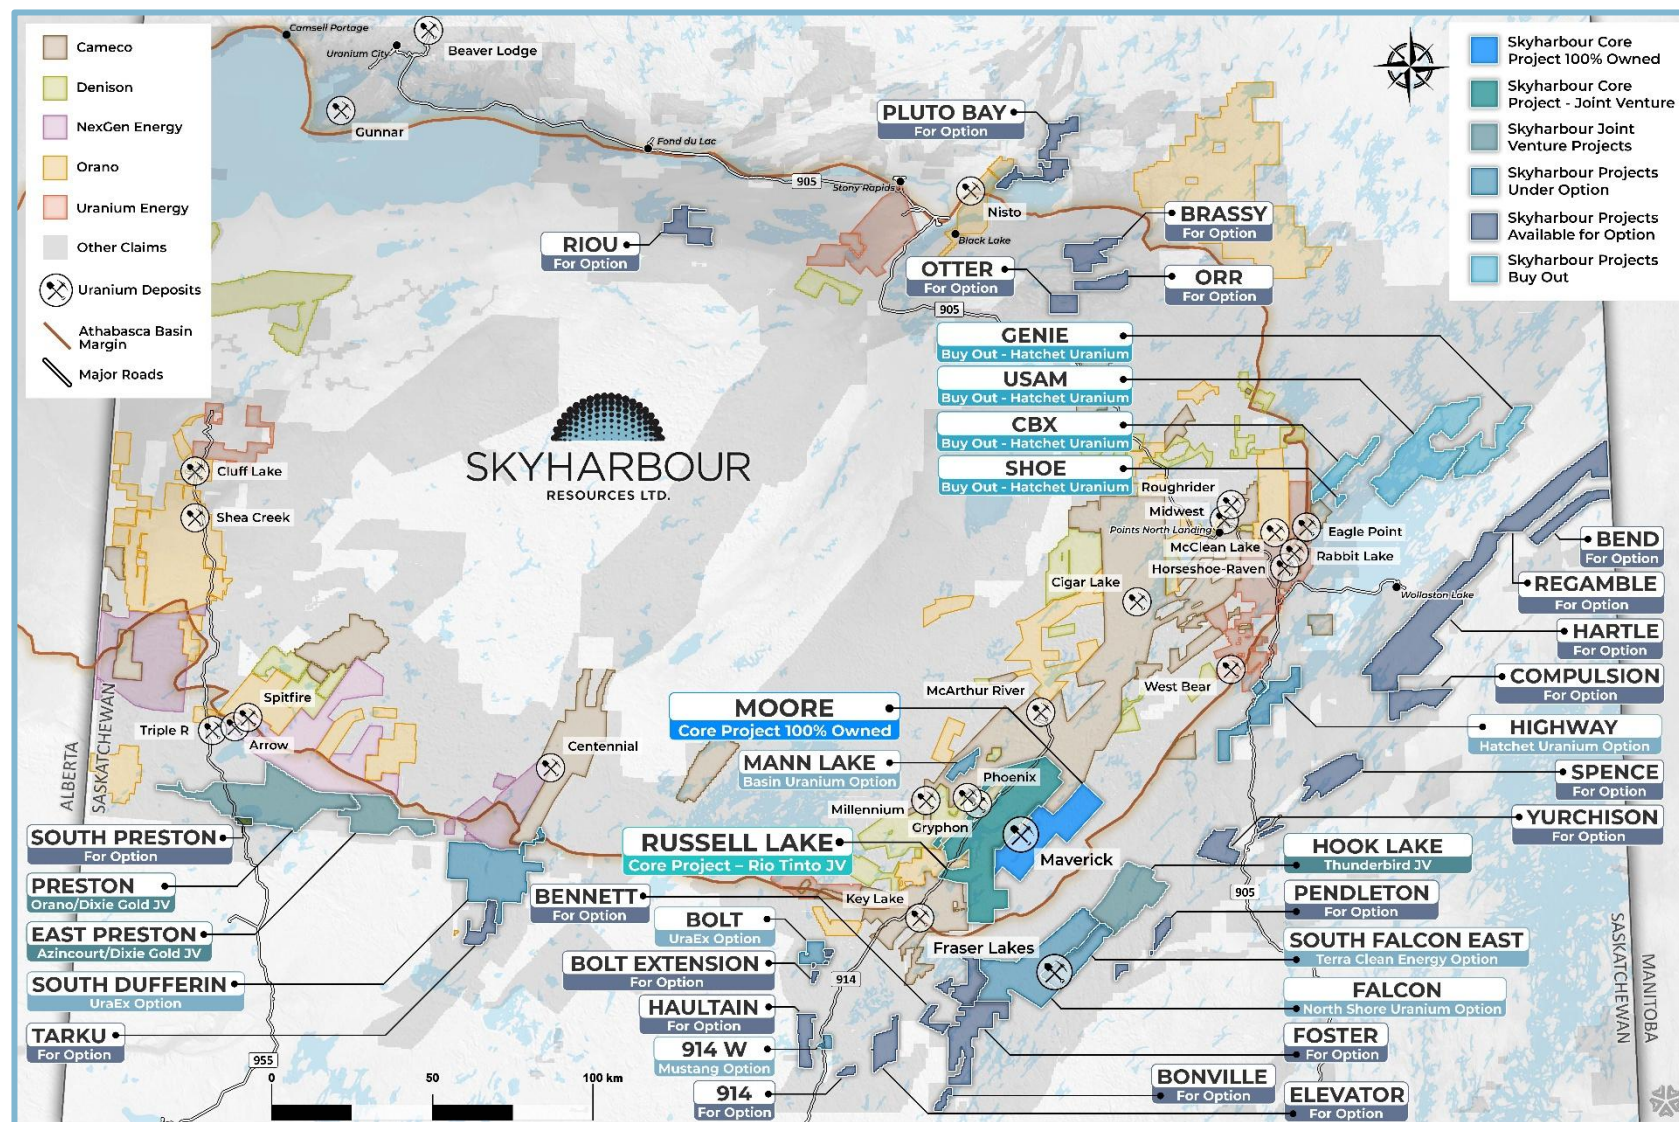 Cameco
Denison
NexGen Energy
Orano
Uranium Energy
Other Claims
Uranium Deposits
Athabasca Basin
Margin
Major Roads
Skyharbour Core
Project 100% Owned
Skyharbour Core
Project - Joint Venture
Skyharbour Joint
Venture Projects
Skyharbour Projects
Under Option
Skyharbour Projects
Available for Option
Skyharbour Projects
Buy Out
Camsell Portage
Uranium City
Beaver Lodge
Gunnar
Fond du Lac
905
Stony Rapids
PLUTO BAY
For Option
Nisto
Black Lake
BRASSY
For Option
RIOU
For Option
OTTER
For Option
ORR
For Option
905
GENIE
Buy Out - Hatchet Uranium
USAM
Buy Out - Hatchet Uranium
CBX
Buy Out - Hatchet Uranium
SHOE
Buy Out - Hatchet Uranium
SKYHARBOUR
RESOURCES LTD.
Cluff Lake
Shea Creek
Roughrider
Midwest
Points North Landing
McClean Lake
Horseshoe-Raven
Eagle Point
Rabbit Lake
Cigar Lake
Wollaston Lake
BEND
For Option
REGAMBLE
For Option
HARTLE
For Option
COMPULSION
For Option
HIGHWAY
Hatchet Uranium Option
SPENCE
For Option
YURCHISON
For Option
West Bear
McArthur River
Spitfire
Triple R
Arrow
Centennial
ALBERTA
SASKATCHEWAN
MOORE
Core Project 100% Owned
MANN LAKE
Basin Uranium Option
Phoenix
Millennium
Gryphon
RUSSELL LAKE
Core Project – Rio Tinto JV
Maverick
SOUTH PRESTON
For Option
PRESTON
Orano/Dixie Gold JV
EAST PRESTON
Azincourt/Dixie Gold JV
SOUTH DUFFERIN
UraEx Option
TARKU
For Option
BENNETT
For Option
Key Lake
BOLT
UraEx Option
BOLT EXTENSION
For Option
HAULTAIN
For Option
914 W
Mustang Option
914
For Option
914
Fraser Lakes
905
HOOK LAKE
Thunderbird JV
PENDLETON
For Option
SOUTH FALCON EAST
Terra Clean Energy Option
FALCON
North Shore Uranium Option
FOSTER
For Option
BONVILLE
For Option
ELEVATOR
For Option
SASKATCHEWAN
MANITOBA
955
0
50
100 km